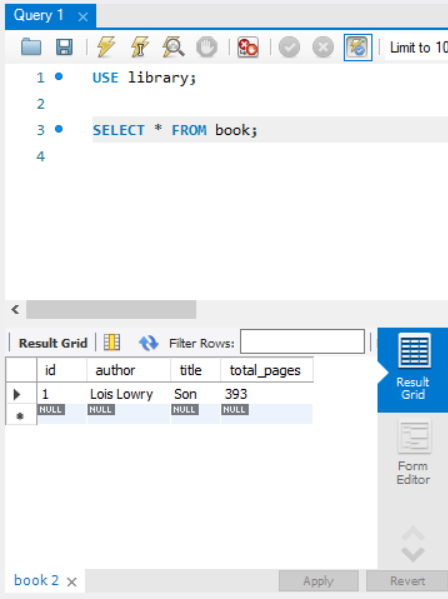 Query 1
Limit to 10
1 USE library;
2
3 SELECT * FROM book;
4
Result Grid Filter Rows:
id author title total_pages
1 Lois Lowry Son 393
NULL NULL NULL NULL
Result
Grid
Form
Editor
book 2
Apply Revert